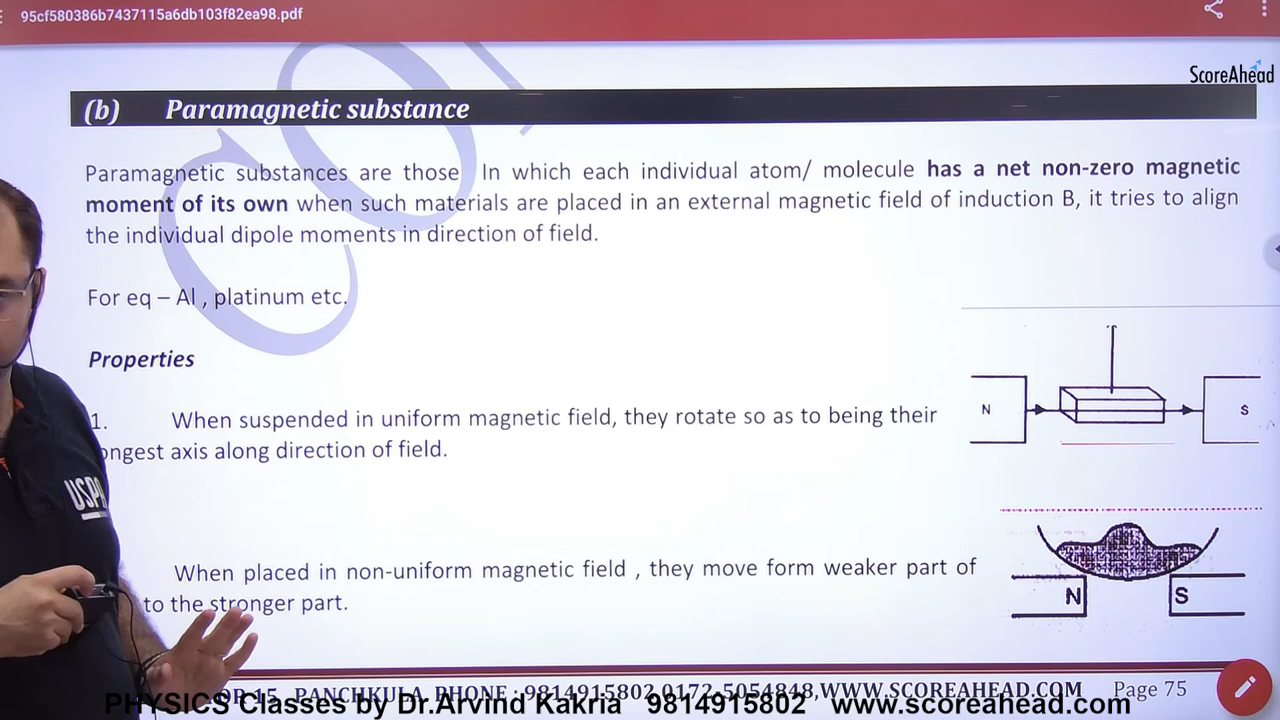 95cf580386b7437115a6db103f82ea98.pdf
ScoreAhead
(b) Paramagnetic substance
Paramagnetic substances are those In which each individual atom/ molecule has a net non-zero magnetic
moment of its own when such materials are placed in an external magnetic field of induction B, it tries to align
the individual dipole moments in direction of field.
For eq – Al , platinum etc.
Properties
1. When suspended in uniform magnetic field, they rotate so as to being their
ongest axis along direction of field.
N
S
When placed in non-uniform magnetic field , they move form weaker part of
to the stronger part.
N
S
USPA
PANCHKULA, PHONE : 9814915802,0172-5054848,WWW.SCOREAHEAD.COM Page 75
PHYSICS Classes by Dr.Arvind Kakria 9814915802 www.scoreahead.com